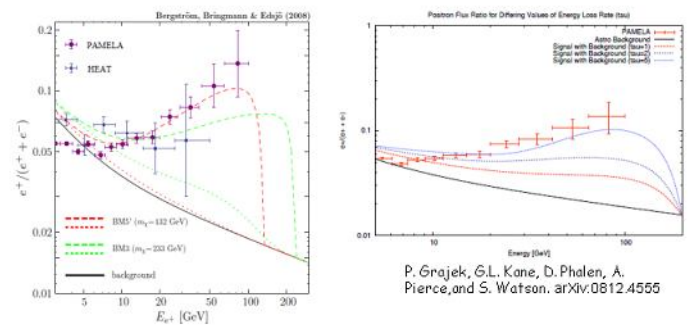 Bergström, Bringmann & Edsjö (2008)
0.2
0.1
0.05
0.02
0.01
e⁺/(e⁺ + e⁻)
PAMELA
HEAT
BM5' (mχ=132 GeV)
BM3 (mχ=233 GeV)
background
5 10 50 100 300
Eₑ₊ [GeV]
Positron Flux Ratio for Differing Values of Energy Loss Rate (tau)
PAMELA
Astro Background
Signal with Background (tau=1)
Signal with Background (tau=2)
Signal with Background (tau=5)
1
0.1
0.01
10 100
Energy [GeV]
P. Grajek, G.L. Kane, D. Phalen, A.
Pierce,and S. Watson. arXiv:0812.4555